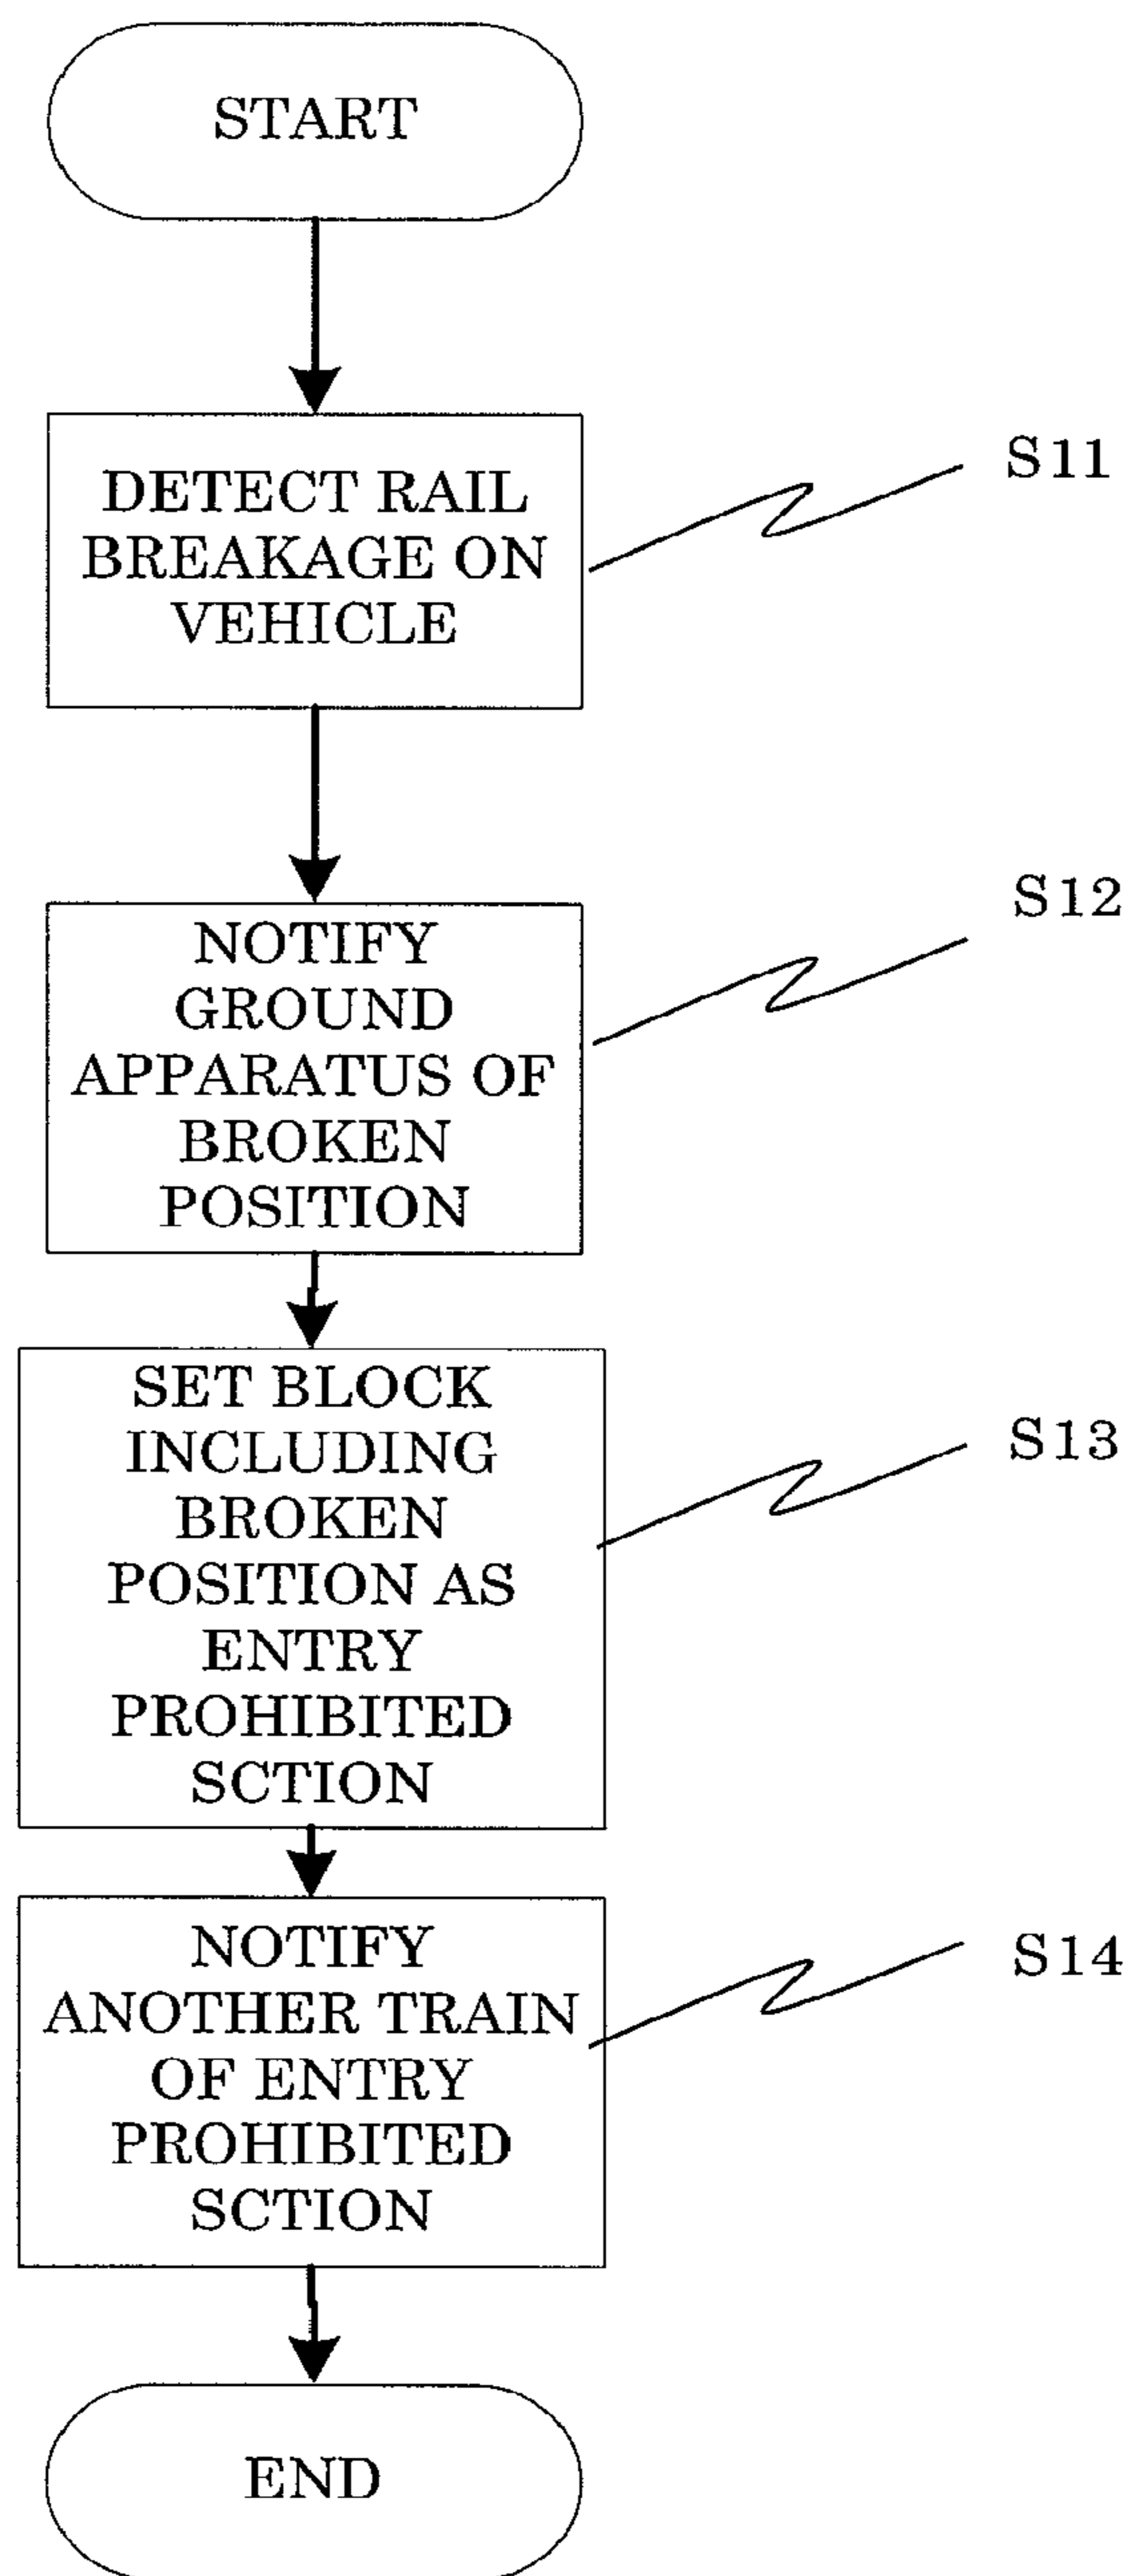 START
DETECT RAIL
BREAKAGE ON
VEHICLE
S11
NOTIFY
GROUND
APPARATUS OF
BROKEN
POSITION
S12
SET BLOCK
INCLUDING
BROKEN
POSITION AS
ENTRY
PROHIBITED
SCTION
S13
NOTIFY
ANOTHER TRAIN
OF ENTRY
PROHIBITED
SCTION
S14
END